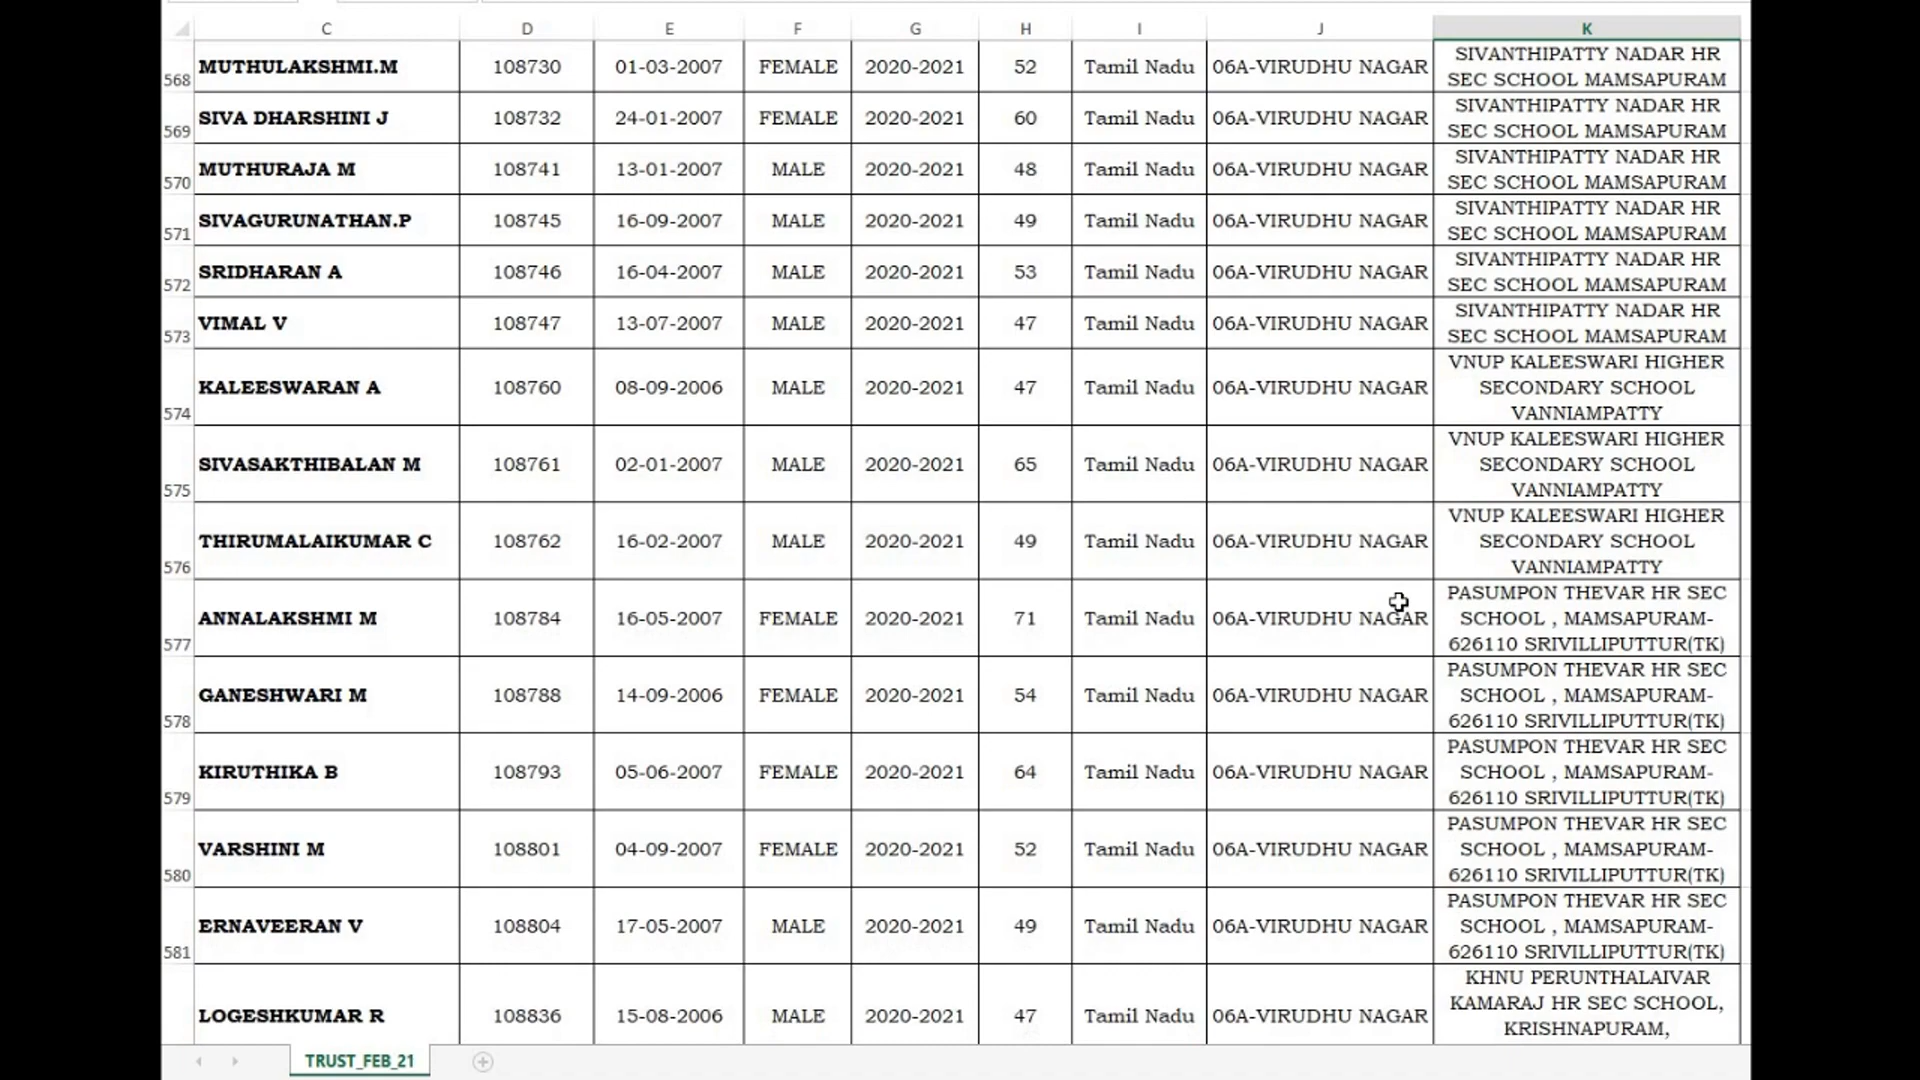 C D E F G H I J K
568 MUTHULAKSHMI.M 108730 01-03-2007 FEMALE 2020-2021 52 Tamil Nadu 06A-VIRUDHU NAGAR SIVANTHIPATTY NADAR HR
SEC SCHOOL MAMSAPURAM
569 SIVA DHARSHINI J 108732 24-01-2007 FEMALE 2020-2021 60 Tamil Nadu 06A-VIRUDHU NAGAR SIVANTHIPATTY NADAR HR
SEC SCHOOL MAMSAPURAM
570 MUTHURAJA M 108741 13-01-2007 MALE 2020-2021 48 Tamil Nadu 06A-VIRUDHU NAGAR SIVANTHIPATTY NADAR HR
SEC SCHOOL MAMSAPURAM
571 SIVAGURUNATHAN.P 108745 16-09-2007 MALE 2020-2021 49 Tamil Nadu 06A-VIRUDHU NAGAR SIVANTHIPATTY NADAR HR
SEC SCHOOL MAMSAPURAM
572 SRIDHARAN A 108746 16-04-2007 MALE 2020-2021 53 Tamil Nadu 06A-VIRUDHU NAGAR SIVANTHIPATTY NADAR HR
SEC SCHOOL MAMSAPURAM
573 VIMAL V 108747 13-07-2007 MALE 2020-2021 47 Tamil Nadu 06A-VIRUDHU NAGAR SIVANTHIPATTY NADAR HR
SEC SCHOOL MAMSAPURAM
574 KALEESWARAN A 108760 08-09-2006 MALE 2020-2021 47 Tamil Nadu 06A-VIRUDHU NAGAR VNUP KALEESWARI HIGHER
SECONDARY SCHOOL
VANNIAMPATTY
575 SIVASAKTHIBALAN M 108761 02-01-2007 MALE 2020-2021 65 Tamil Nadu 06A-VIRUDHU NAGAR VNUP KALEESWARI HIGHER
SECONDARY SCHOOL
VANNIAMPATTY
576 THIRUMALAIKUMAR C 108762 16-02-2007 MALE 2020-2021 49 Tamil Nadu 06A-VIRUDHU NAGAR VNUP KALEESWARI HIGHER
SECONDARY SCHOOL
VANNIAMPATTY
577 ANNALAKSHMI M 108784 16-05-2007 FEMALE 2020-2021 71 Tamil Nadu 06A-VIRUDHU NAGAR PASUMPON THEVAR HR SEC
SCHOOL , MAMSAPURAM-
626110 SRIVILLIPUTTUR(TK)
578 GANESHWARI M 108788 14-09-2006 FEMALE 2020-2021 54 Tamil Nadu 06A-VIRUDHU NAGAR PASUMPON THEVAR HR SEC
SCHOOL , MAMSAPURAM-
626110 SRIVILLIPUTTUR(TK)
579 KIRUTHIKA B 108793 05-06-2007 FEMALE 2020-2021 64 Tamil Nadu 06A-VIRUDHU NAGAR PASUMPON THEVAR HR SEC
SCHOOL , MAMSAPURAM-
626110 SRIVILLIPUTTUR(TK)
580 VARSHINI M 108801 04-09-2007 FEMALE 2020-2021 52 Tamil Nadu 06A-VIRUDHU NAGAR PASUMPON THEVAR HR SEC
SCHOOL , MAMSAPURAM-
626110 SRIVILLIPUTTUR(TK)
581 ERNAVEERAN V 108804 17-05-2007 MALE 2020-2021 49 Tamil Nadu 06A-VIRUDHU NAGAR PASUMPON THEVAR HR SEC
SCHOOL , MAMSAPURAM-
626110 SRIVILLIPUTTUR(TK)
LOGESHKUMAR R 108836 15-08-2006 MALE 2020-2021 47 Tamil Nadu 06A-VIRUDHU NAGAR KHNU PERUNTHALAIVAR
KAMARAJ HR SEC SCHOOL,
KRISHNAPURAM,
TRUST_FEB_21